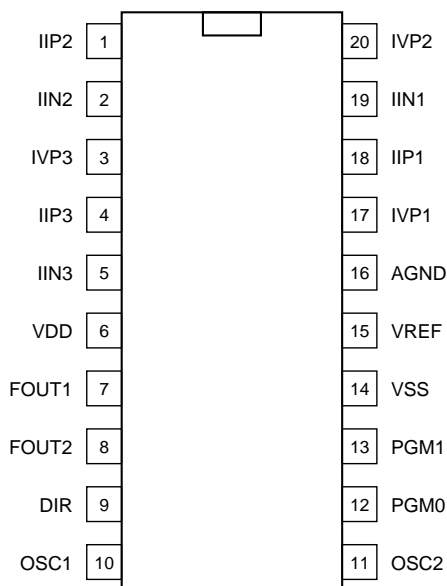 IIP2 1 20 IVP2
IIN2 2 19 IIN1
IVP3 3 18 IIP1
IIP3 4 17 IVP1
IIN3 5 16 AGND
VDD 6 15 VREF
FOUT1 7 14 VSS
FOUT2 8 13 PGM1
DIR 9 12 PGM0
OSC1 10 11 OSC2